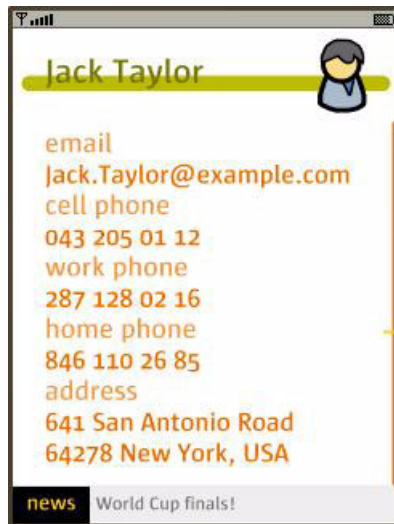 Jack Taylor
email
Jack.Taylor@example.com
cell phone
043 205 01 12
work phone
287 128 02 16
home phone
846 110 26 85
address
641 San Antonio Road
64278 New York, USA
news World Cup finals!